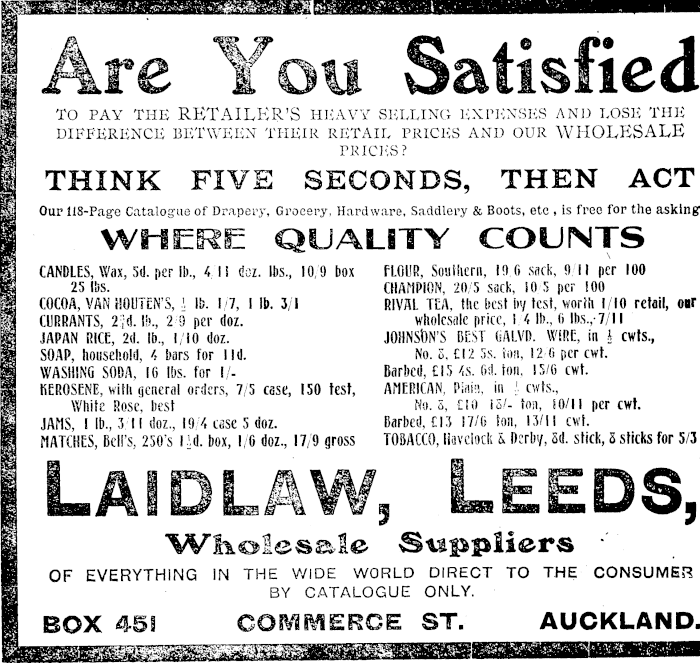 Are You Satisfied
TO PAY THE RETAILER'S HEAVY SELLING EXPENSES AND LOSE THE
DIFFERENCE BETWEEN THEIR RETAIL PRICES AND OUR WHOLESALE
PRICES?
THINK FIVE SECONDS, THEN ACT
Our 118-Page Catalogue of Drapery, Grocery, Hardware, Saddlery & Boots, etc., is free for the asking
WHERE QUALITY COUNTS
CANDLES, Wax, 5d. per lb., 4/11 doz. lbs., 10/9 box
25 lbs.
COCOA, VAN HOUTEN'S, lb. 1/7, 1 lb. 3/1
CURRANTS, lb., 2/9 per doz.
JAPAN RICE, 2d. lb., 1/10 doz.
SOAP, household, 4 bars for 11d.
WASHING SODA, 16 lbs. for 1/-
KEROSENE, with general orders, 7/5 case, 150 test,
White Rose, best
JAMS, 1 lb., 3/11 doz., 19/4 case 5 doz.
MATCHES, Bell's, 250's 1½d. box, 1/6 doz., 17/9 gross
FLOUR, Southern, 19/6 sack, 9/11 per 100
CHAMPION, 20/5 sack, 10/5 per 100
RIVAL TEA, the best by test, worth 1/10 retail, our
wholesale price, 1/4 lb., 6 lbs., 7/11
JOHNSON'S BEST GALVD. WIRE, in ½ cwts.,
No. 8, £12 5s. ton, 12/6 per cwt.
Barbed, £15 4s. 6d. ton, 15/6 cwt.
AMERICAN, Plain, in cwts.,
No. 8, £10 ton, 10/11 per cwt.
Barbed, £13 17/6 ton, 13/11 cwt.
TOBACCO, Havelock & Derby, 8d. stick, 8 sticks for 5/3
LAIDLAW, LEEDS,
Wholesale Suppliers
OF EVERYTHING IN THE WIDE WORLD DIRECT TO THE CONSUMER
BY CATALOGUE ONLY.
BOX 451 COMMERCE ST. AUCKLAND.